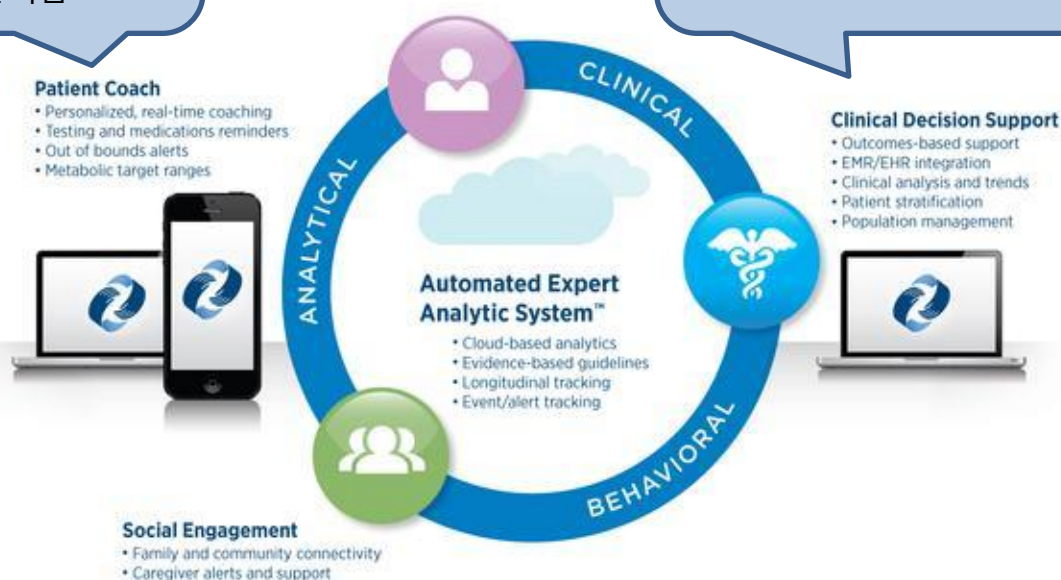 Patient Coach
• Personalized, real-time coaching
• Testing and medications reminders
• Out of bounds alerts
• Metabolic target ranges
CLINICAL
Clinical Decision Support
• Outcomes-based support
• EMR/EHR integration
• Clinical analysis and trends
• Patient stratification
• Population management
ANALYTICAL
Automated Expert
Analytic System™
• Cloud-based analytics
• Evidence-based guidelines
• Longitudinal tracking
• Event/alert tracking
BEHAVIORAL
Social Engagement
• Family and community connectivity
• Caregiver alerts and support